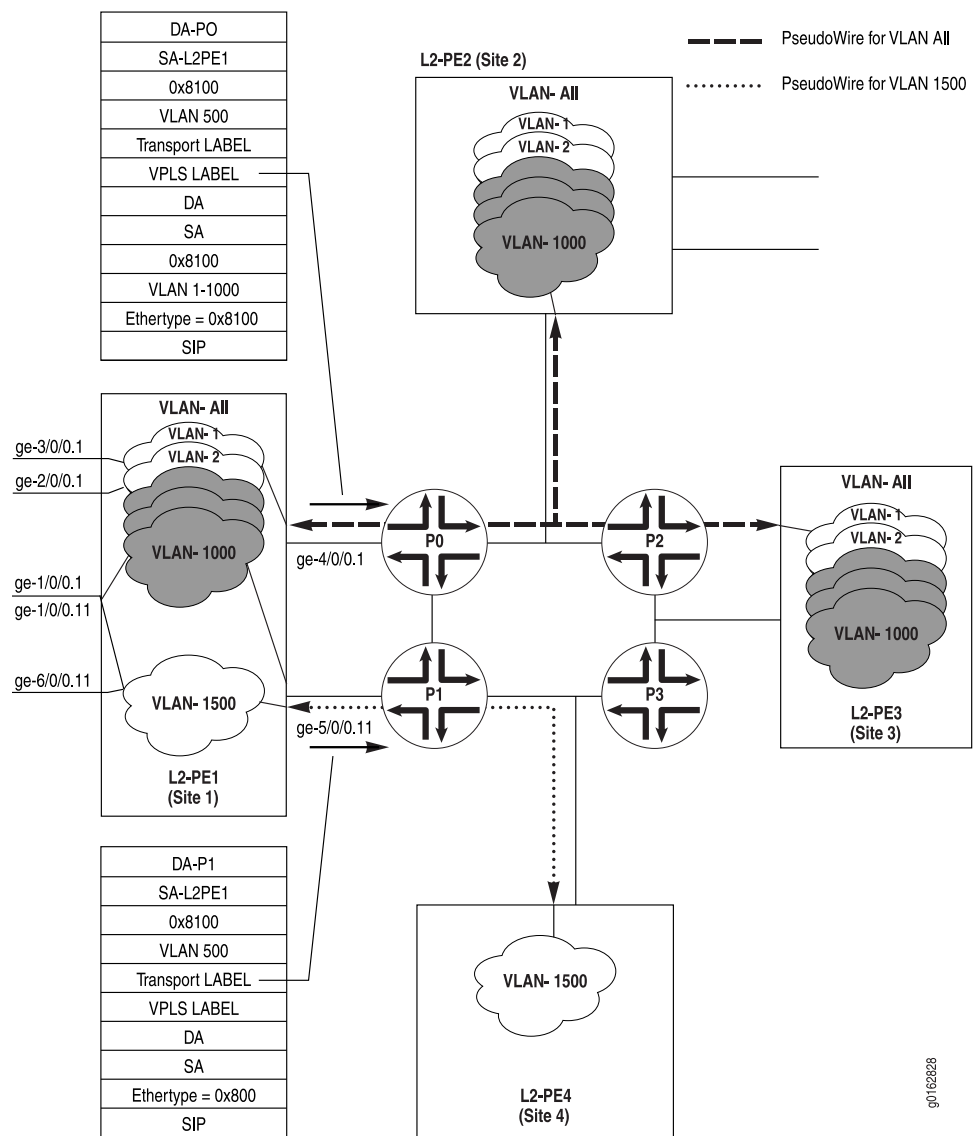 DA-PO
SA-L2PE1
0x8100
VLAN 500
Transport LABEL
VPLS LABEL
DA
SA
0x8100
VLAN 1-1000
Ethertype = 0x8100
SIP
PseudoWire for VLAN All
PseudoWire for VLAN 1500
L2-PE2 (Site 2)
VLAN- All
VLAN- 1
VLAN- 2
VLAN- 1000
VLAN- All
VLAN- 1
VLAN- 2
VLAN- 1000
ge-3/0/0.1
ge-2/0/0.1
ge-1/0/0.1
ge-1/0/0.11
ge-6/0/0.11
VLAN- 1500
L2-PE1
(Site 1)
ge-4/0/0.1
ge-5/0/0.11
P0
P2
P1
P3
VLAN- All
VLAN- 1
VLAN- 2
VLAN- 1000
L2-PE3
(Site 3)
DA-P1
SA-L2PE1
0x8100
VLAN 500
Transport LABEL
VPLS LABEL
DA
SA
Ethertype = 0x800
SIP
VLAN- 1500
L2-PE4
(Site 4)
g0162828